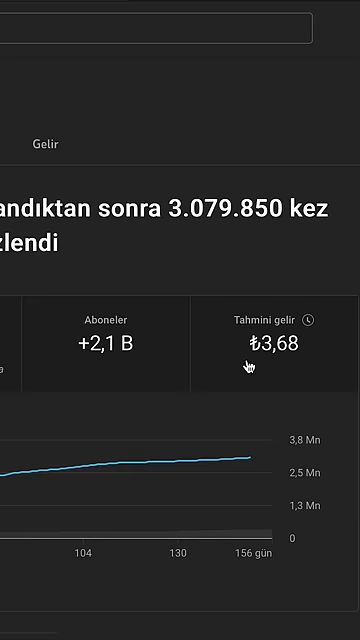 Gelir
andıktan sonra 3.079.850 kez
zlendi
Aboneler
+2,1 B
Tahmini gelir
₺3,68
a
3,8 Mn
2,5 Mn
1,3 Mn
0
104
130
156 gün